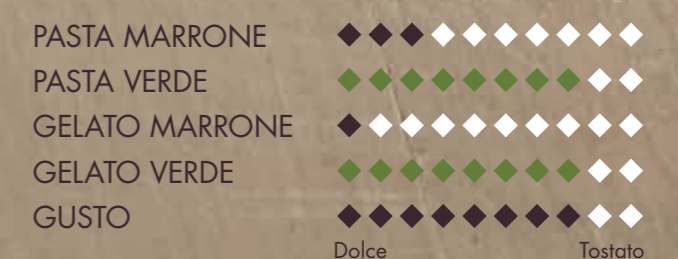 PASTA MARRONE
PASTA VERDE
GELATO MARRONE
GELATO VERDE
GUSTO
Dolce Tostato